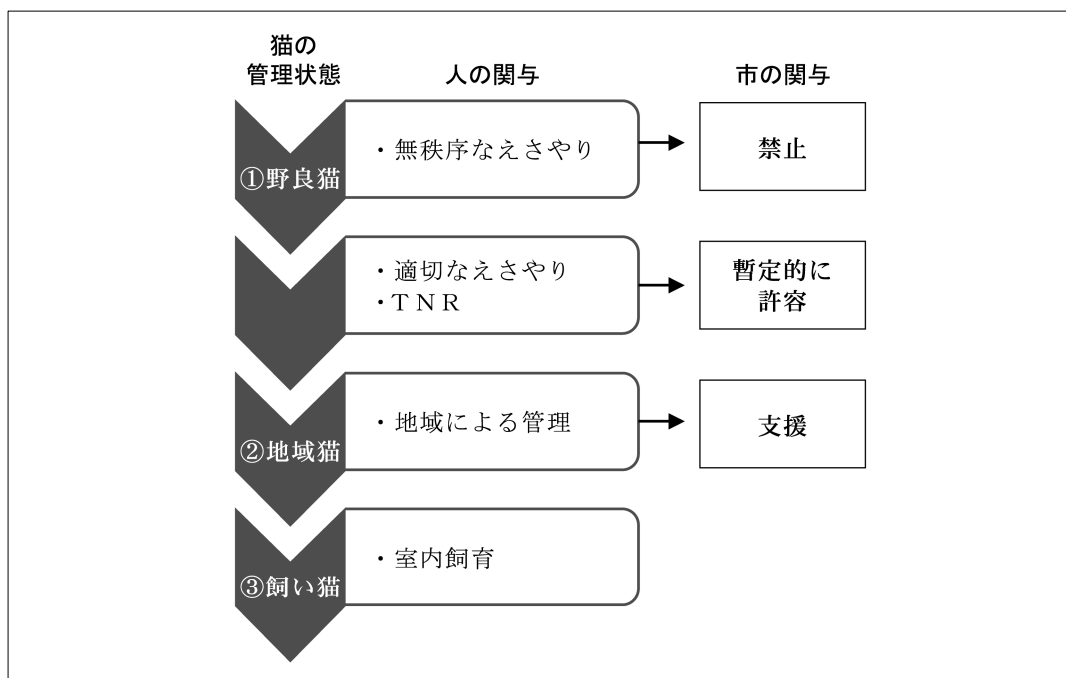 猫の
管理状態
人の関与
市の関与
①野良猫
・無秩序なえさやり
禁止
・適切なえさやり
・TNR
暫定的に
許容
②地域猫
・地域による管理
支援
③飼い猫
・室内飼育